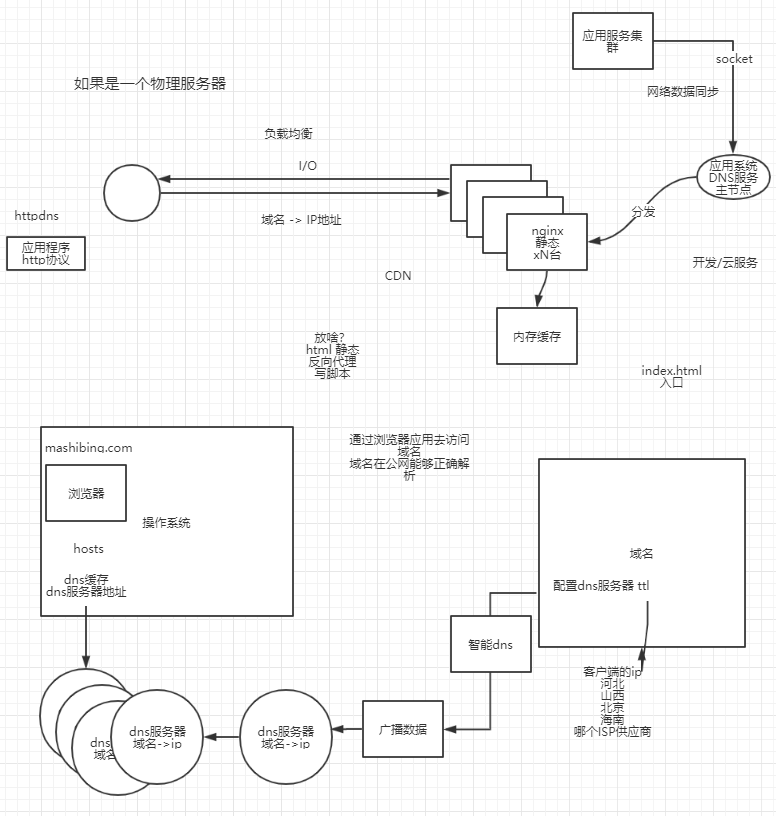 应用服务集
群
socket
如果是一个物理服务器
网络数据同步
负载均衡
I/O
应用系统
DNS服务
主节点
分发
httpdns
域名 -> IP地址
nginx
静态
xN台
应用程序
http协议
开发/云服务
CDN
放啥?
html 静态
反向代理
与脚本
内存缓存
index.html
入口
mashibing.com
通过浏览器应用去访问
域名
域名在公网能够正确解
析
浏览器
操作系统
hosts
域名
dns缓存
dns服务器地址
配置dns服务器 ttl
智能dns
客户端的ip
河北
山西
北京
海南
哪个ISP供应商
dns
域名
dns服务器
域名->ip
dns服务器
域名->ip
广播数据